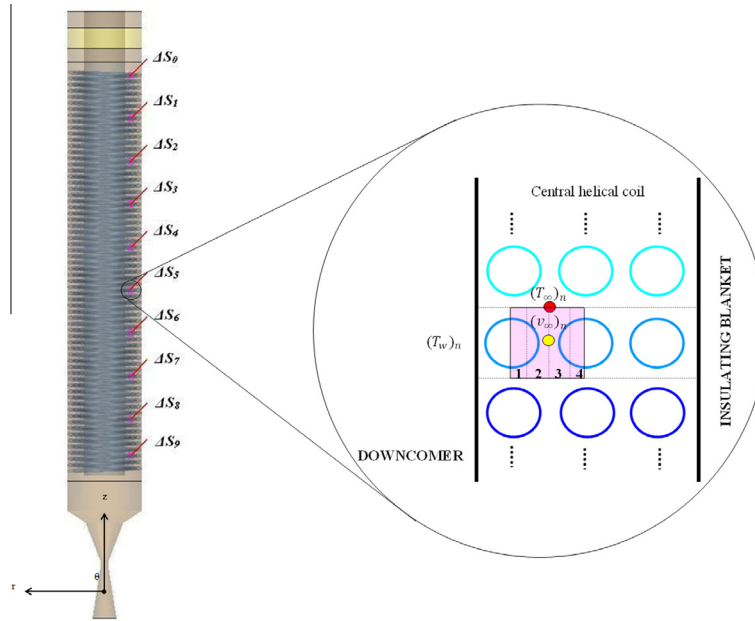 ΔS0
ΔS1
ΔS2
ΔS3
ΔS4
ΔS5
ΔS6
ΔS7
ΔS8
ΔS9
z
θ
r
Central helical coil
(T∞)n
(v∞)n
(Tw)n
1 2 3 4
DOWNCOMER
INSULATING BLANKET